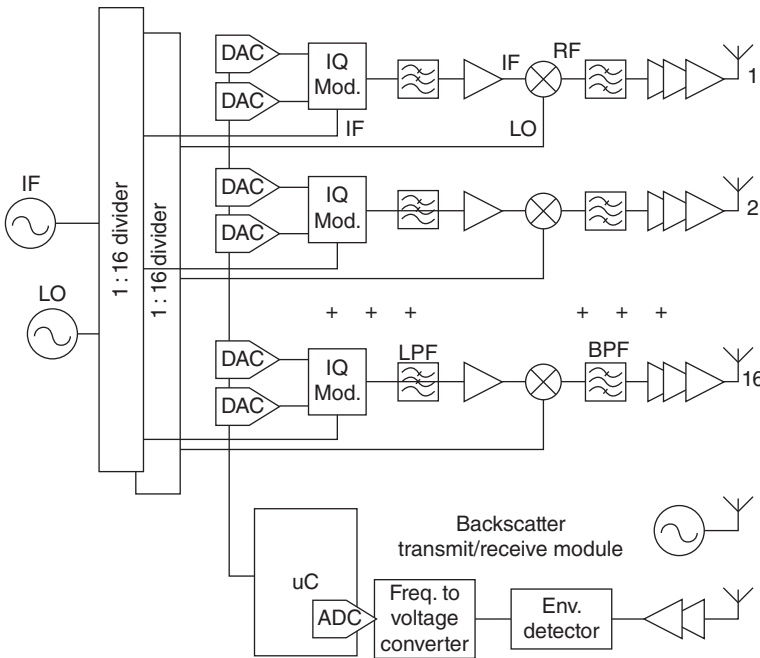 DAC
DAC
IQ
Mod.
IF
IF
LO
RF
1
IF
LO
1 : 16 divider
1 : 16 divider
DAC
DAC
IQ
Mod.
2
+ + +
+ + +
DAC
DAC
IQ
Mod.
LPF
BPF
16
Backscatter
transmit/receive module
uC
ADC
Freq. to
voltage
converter
Env.
detector